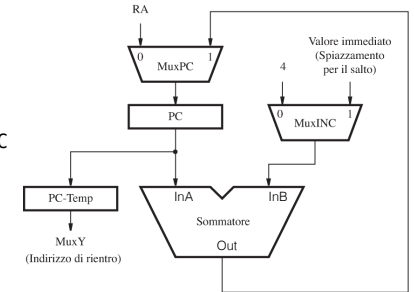 RA
Valore immediato
(Spiazzamento
per il salto)
4
0 1
MuxPC
0 1
MuxINC
PC
C
PC-Temp
InA InB
Sommatore
Out
MuxY
(Indirizzo di rientro)